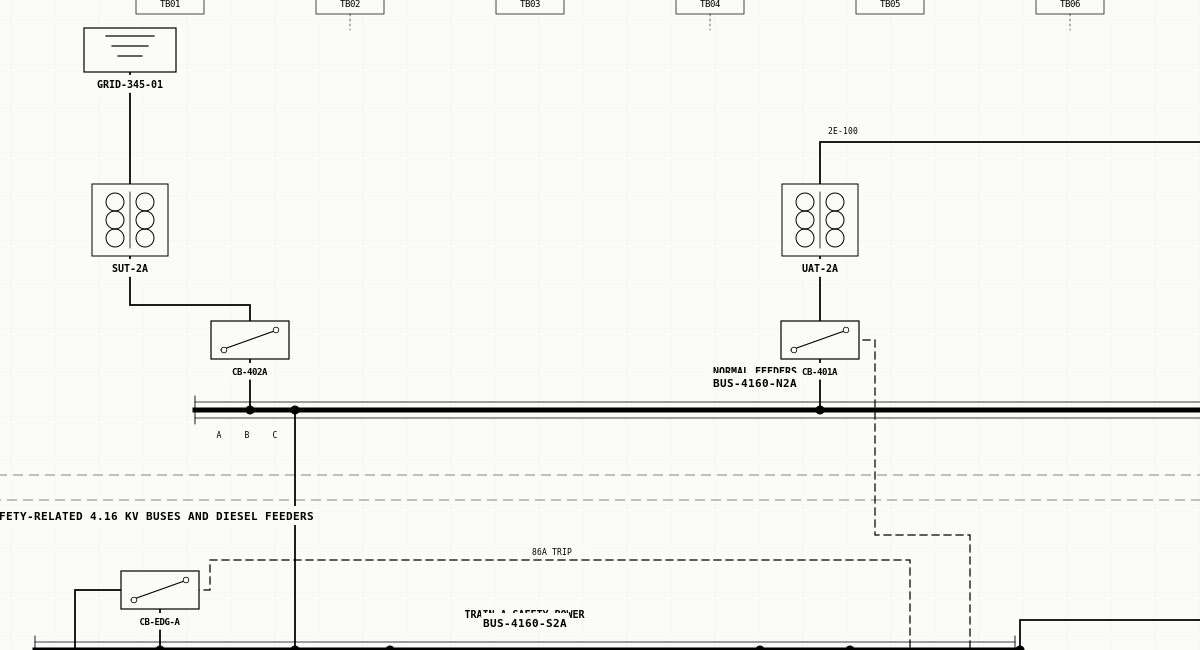 TB01 TB02 TB03 TB04 TB05 TB06
GRID-345-01
2E-100
SUT-2A UAT-2A
CB-402A CB-401A
NORMAL FEEDERS
BUS-4160-N2A
A B C
FETY-RELATED 4.16 KV BUSES AND DIESEL FEEDERS
86A TRIP
TRAIN A SAFETY POWER
CB-EDG-A
BUS-4160-S2A